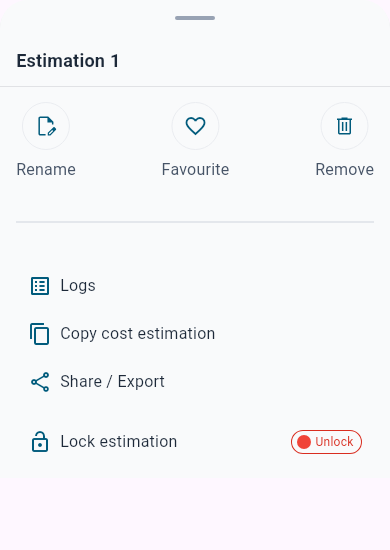 Estimation 1
Rename
Favourite
Remove
Logs
Copy cost estimation
Share / Export
Lock estimation
Unlock